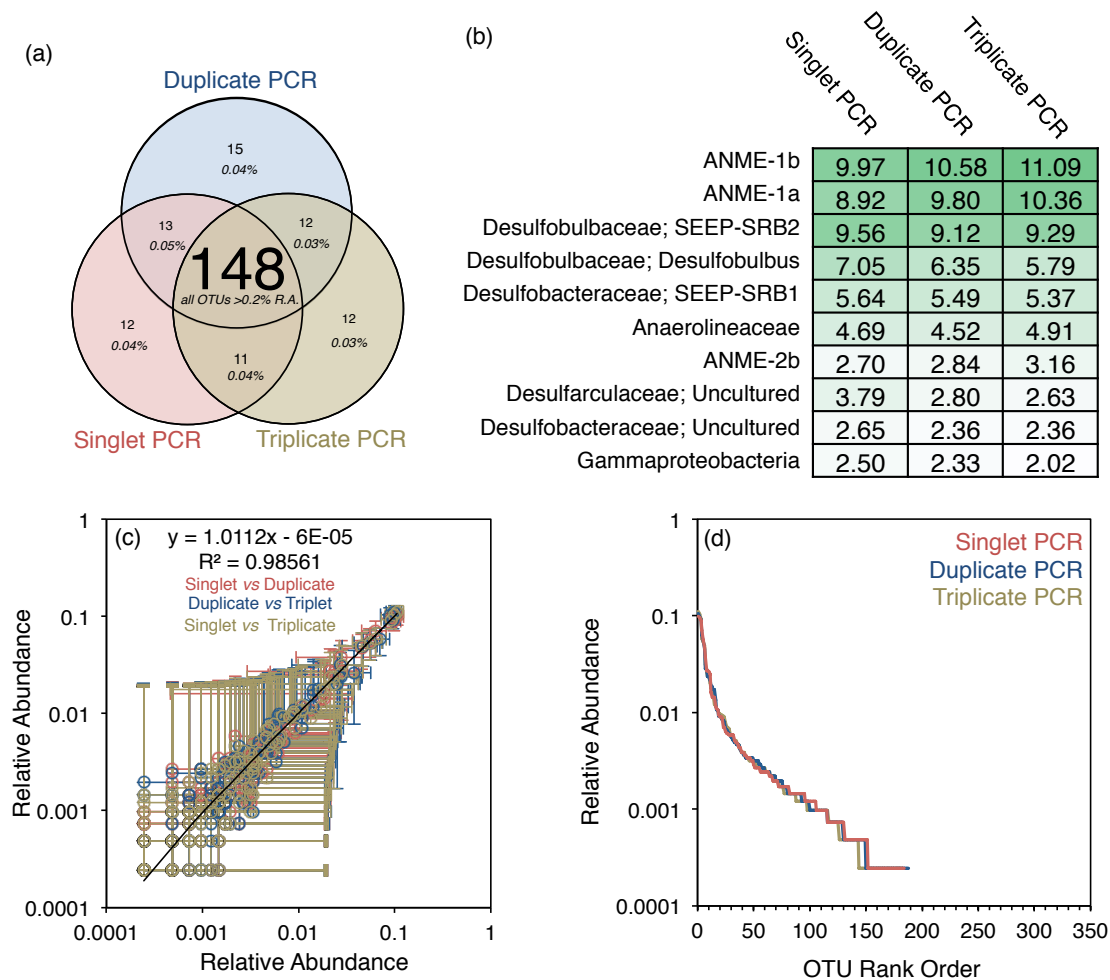 (a)
Duplicate PCR
15
0.04%
13
0.05%
12
0.03%
148
all OTUs >0.2% R.A.
12
0.04%
12
0.03%
11
0.04%
Singlet PCR
Triplicate PCR
(b)
Singlet PCR
Duplicate PCR
Triplicate PCR
ANME-1b 9.97 10.58 11.09
ANME-1a 8.92 9.80 10.36
Desulfobulbaceae; SEEP-SRB2 9.56 9.12 9.29
Desulfobulbaceae; Desulfobulbus 7.05 6.35 5.79
Desulfobacteraceae; SEEP-SRB1 5.64 5.49 5.37
Anaerolineaceae 4.69 4.52 4.91
ANME-2b 2.70 2.84 3.16
Desulfarculaceae; Uncultured 3.79 2.80 2.63
Desulfobacteraceae; Uncultured 2.65 2.36 2.36
Gammaproteobacteria 2.50 2.33 2.02
(c)
y = 1.0112x - 6E-05
R² = 0.98561
Singlet vs Duplicate
Duplicate vs Triplet
Singlet vs Triplicate
Relative Abundance
1
0.1
0.01
0.001
0.0001
0.0001 0.001 0.01 0.1 1
Relative Abundance
(d)
Singlet PCR
Duplicate PCR
Triplicate PCR
Relative Abundance
1
0.1
0.01
0.001
0.0001
0 50 100 150 200 250 300 350
OTU Rank Order